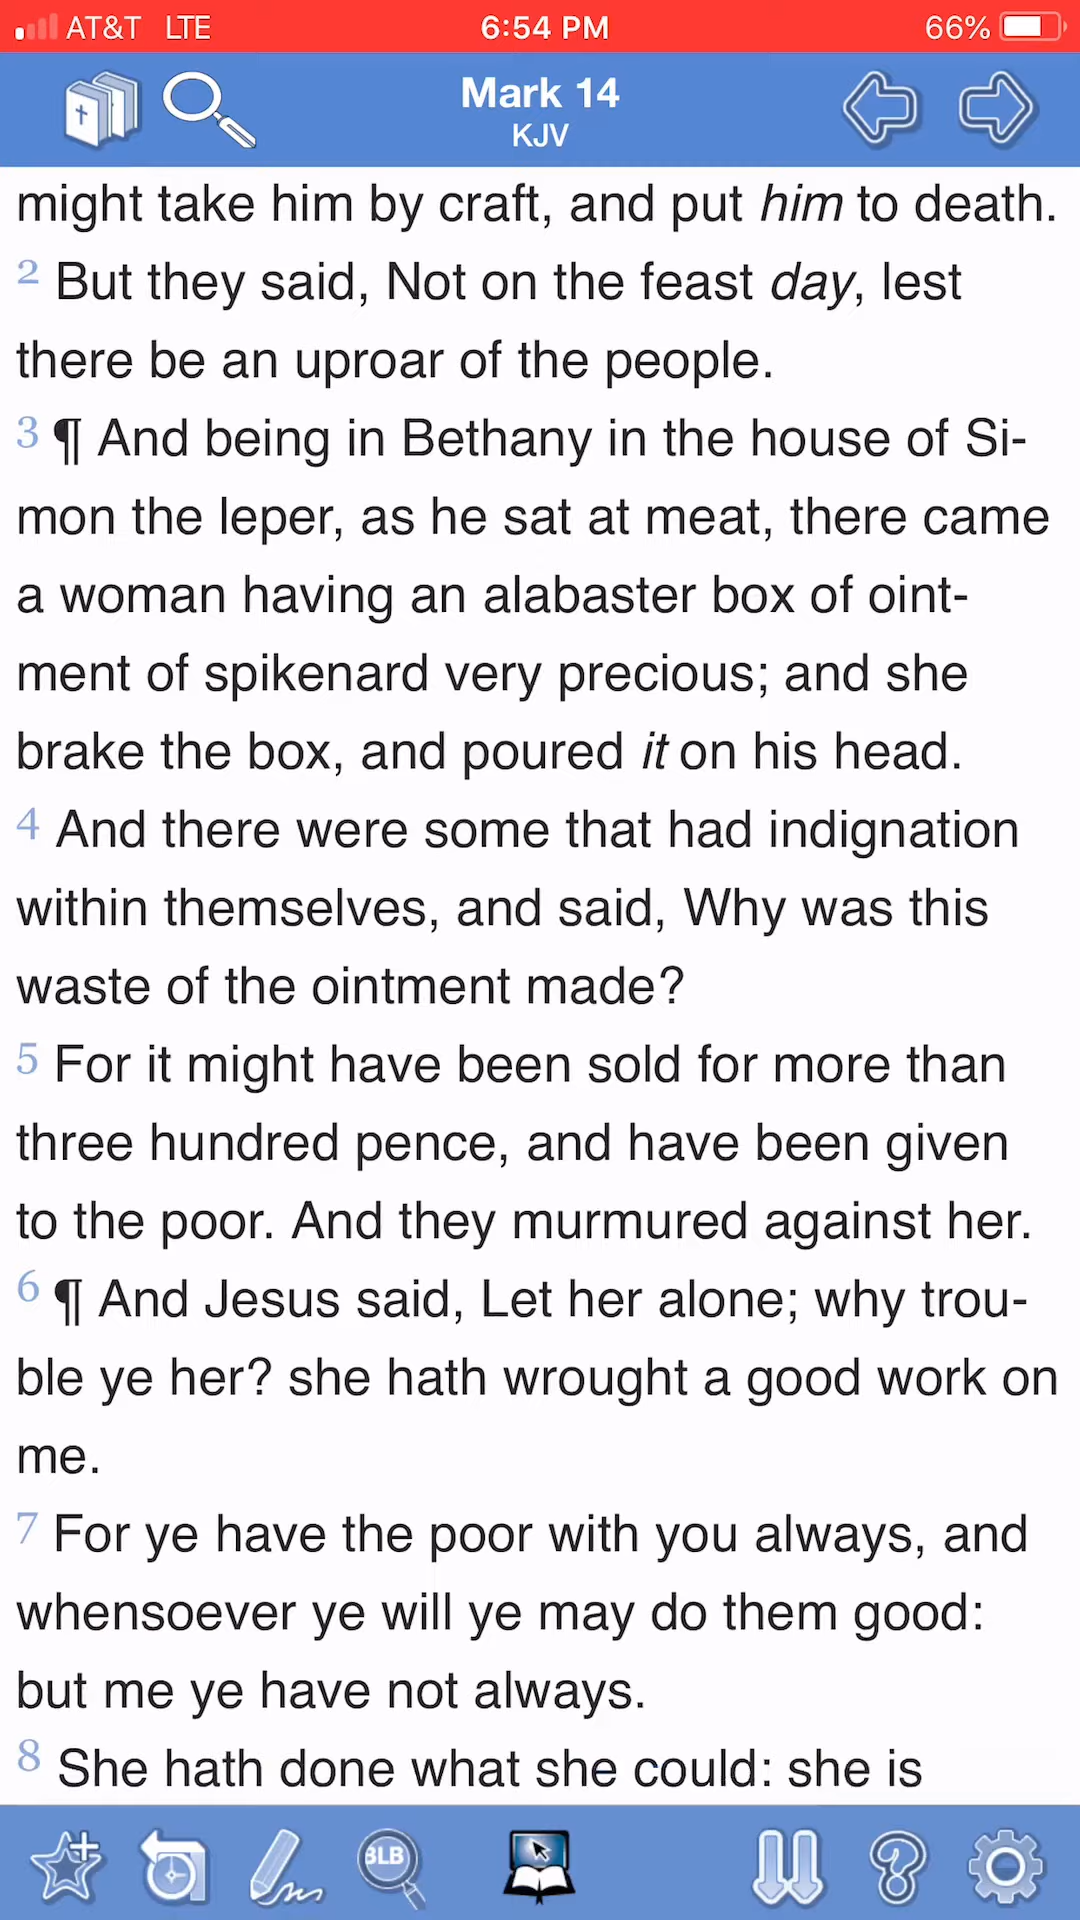 AT&T LTE 6:54 PM 66%
Mark 14
KJV
might take him by craft, and put him to death.
2 But they said, Not on the feast day, lest
there be an uproar of the people.
3 ¶ And being in Bethany in the house of Si-
mon the leper, as he sat at meat, there came
a woman having an alabaster box of oint-
ment of spikenard very precious; and she
brake the box, and poured it on his head.
4 And there were some that had indignation
within themselves, and said, Why was this
waste of the ointment made?
5 For it might have been sold for more than
three hundred pence, and have been given
to the poor. And they murmured against her.
6 ¶ And Jesus said, Let her alone; why trou-
ble ye her? she hath wrought a good work on
me.
7 For ye have the poor with you always, and
whensoever ye will ye may do them good:
but me ye have not always.
8 She hath done what she could: she is
BLB